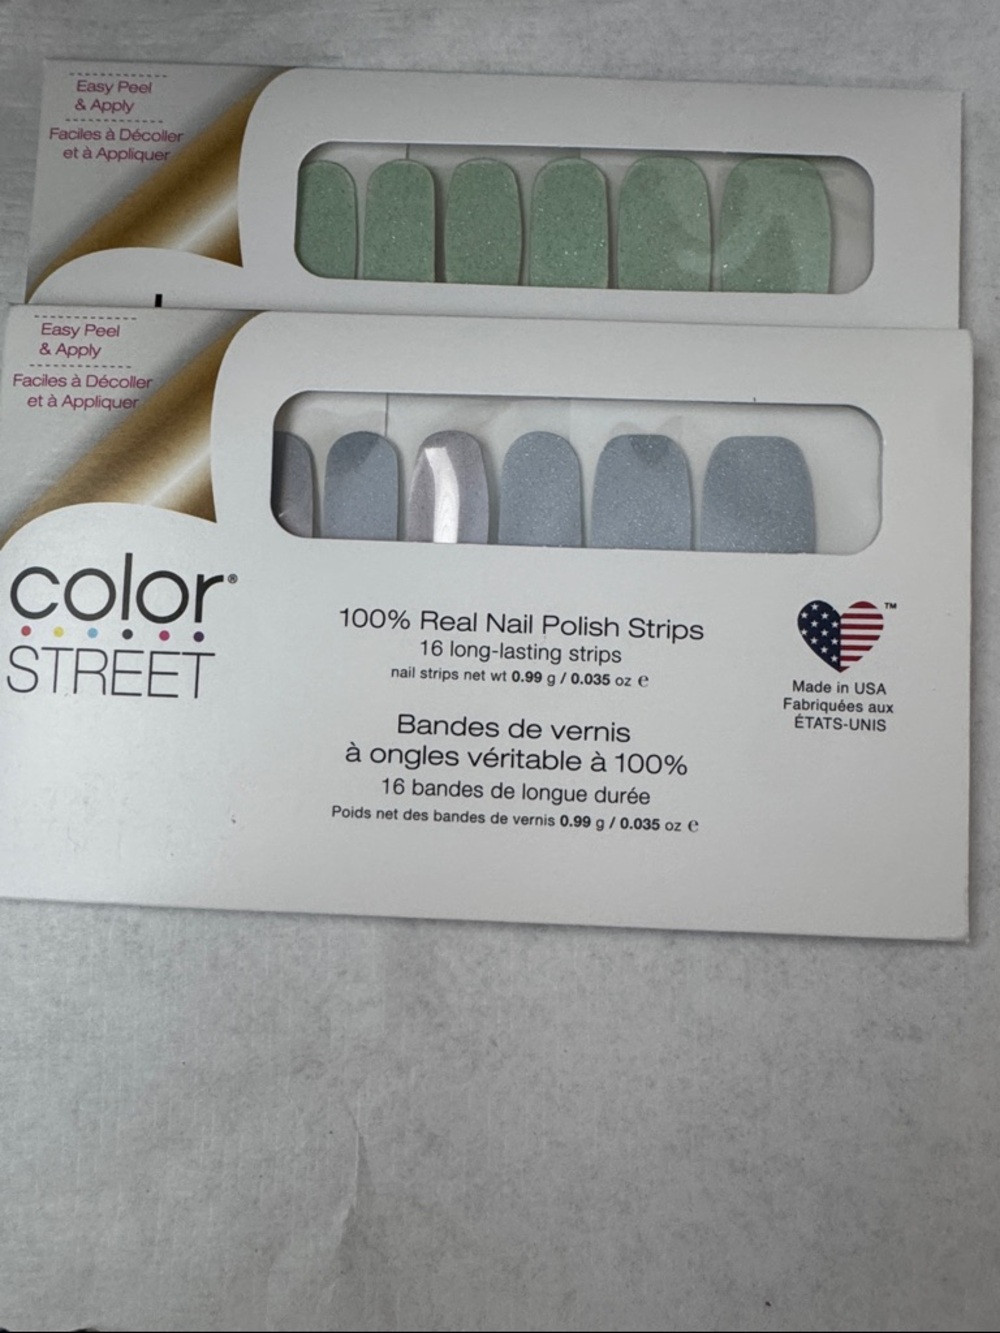 Easy Peel
& Apply
Faciles à Décoller
et à Appliquer
Easy Peel
& Apply
Faciles à Décoller
et à Appliquer
color®
STREET
100% Real Nail Polish Strips
16 long-lasting strips
nail strips net wt 0.99 g / 0.035 oz ℮
Bandes de vernis
à ongles véritable à 100%
16 bandes de longue durée
Poids net des bandes de vernis 0.99 g / 0.035 oz ℮
TM
Made in USA
Fabriquées aux
ÉTATS-UNIS